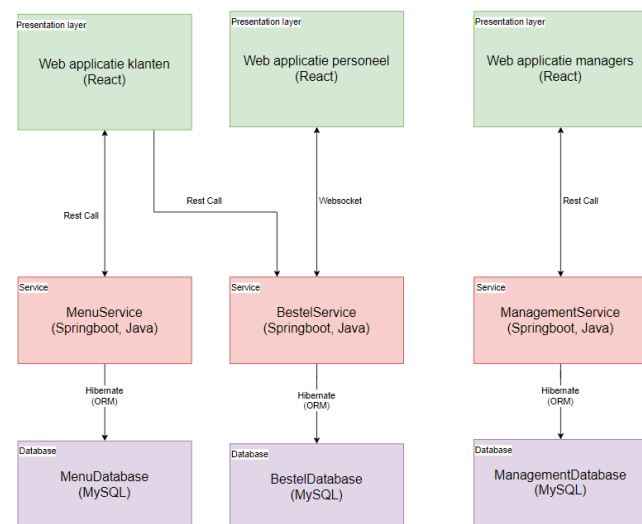 Presentation layer
Web applicatie klanten
(React)
Presentation layer
Web applicatie personeel
(React)
Presentation layer
Web applicatie managers
(React)
Rest Call
Rest Call
Websocket
Rest Call
Service
MenuService
(Springboot, Java)
Service
BestelService
(Springboot, Java)
Service
ManagementService
(Springboot, Java)
Hibernate
(ORM)
Hibernate
(ORM)
Hibernate
(ORM)
Database
MenuDatabase
(MySQL)
Database
BestelDatabase
(MySQL)
Database
ManagementDatabase
(MySQL)